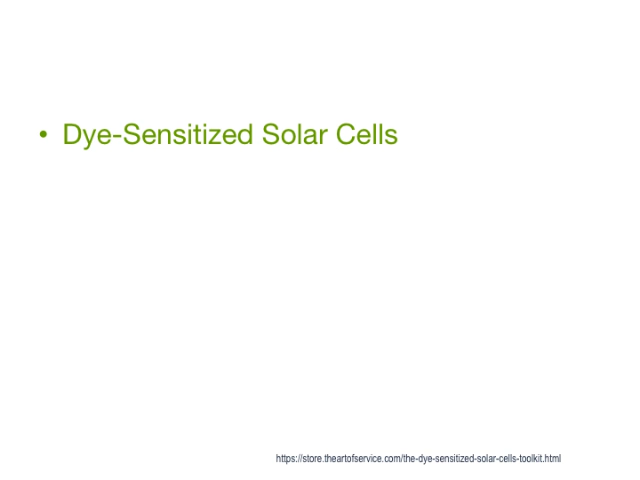 • Dye-Sensitized Solar Cells
https://store.theartofservice.com/the-dye-sensitized-solar-cells-toolkit.html